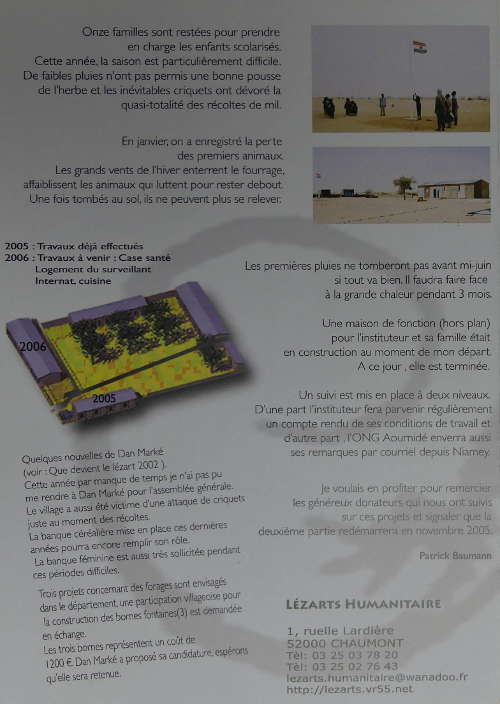 Onze familles sont restées pour prendre
en charge les enfants scolarisés.
Cette année, la saison est particulièrement difficile.
De faibles pluies n'ont pas permis une bonne pousse
de l'herbe et les inévitables criquets ont dévoré la
quasi-totalité des récoltes de mil.
En janvier, on a enregistré la perte
des premiers animaux.
Les grands vents de l'hiver enterrent le fourrage,
affaiblissent les animaux qui luttent pour rester debout.
Une fois tombés au sol, ils ne peuvent plus se relever.
2005 : Travaux déjà effectués
2006 : Travaux à venir : Case santé
Logement du surveillant
Internat, cuisine
2006
2005
Les premières pluies ne tomberont pas avant mi-juin
si tout va bien. Il faudra faire face
à la grande chaleur pendant 3 mois.
Une maison de fonction (hors plan)
pour l'instituteur et sa famille était
en construction au moment de mon départ.
A ce jour , elle est terminée.
Un suivi est mis en place à deux niveaux.
D'une part l'instituteur fera parvenir régulièrement
un compte rendu de ses conditions de travail et
d'autre part , l'ONG Aourmidé enverra aussi
ses remarques par courriel depuis Niamey.
Je voulais en profiter pour remercier
les généreux donateurs qui nous ont suivis
sur ces projets et signaler que la
deuxième partie redémarrera en novembre 2005.
Patrick Baumann
Quelques nouvelles de Dan Marké
(voir : Que devient le lézart 2002 ).
Cette année par manque de temps je n'ai pas pu
me rendre à Dan Marké pour l'assemblée générale.
Le village a aussi été victime d'une attaque de criquets
juste au moment des récoltes.
La banque céréalière mise en place ces dernières
années pourra encore remplir son rôle.
La banque féminine est aussi très sollicitée pendant
ces périodes difficiles.
Trois projets concernant des forages sont envisagés
dans le département, une participation villageoise pour
la construction des bornes fontaines(3) est demandée
en échange.
Les trois bornes représentent un coût de
1200 €. Dan Marké a proposé sa candidature, espérons
qu'elle sera retenue.
LÉZARTS HUMANITAIRE
1, ruelle Lardière
52000 CHAUMONT
Tél: 03 25 03 78 20
Tél: 03 25 02 76 43
lezarts.humanitaire@wanadoo.fr
http://lezarts.vr55.net